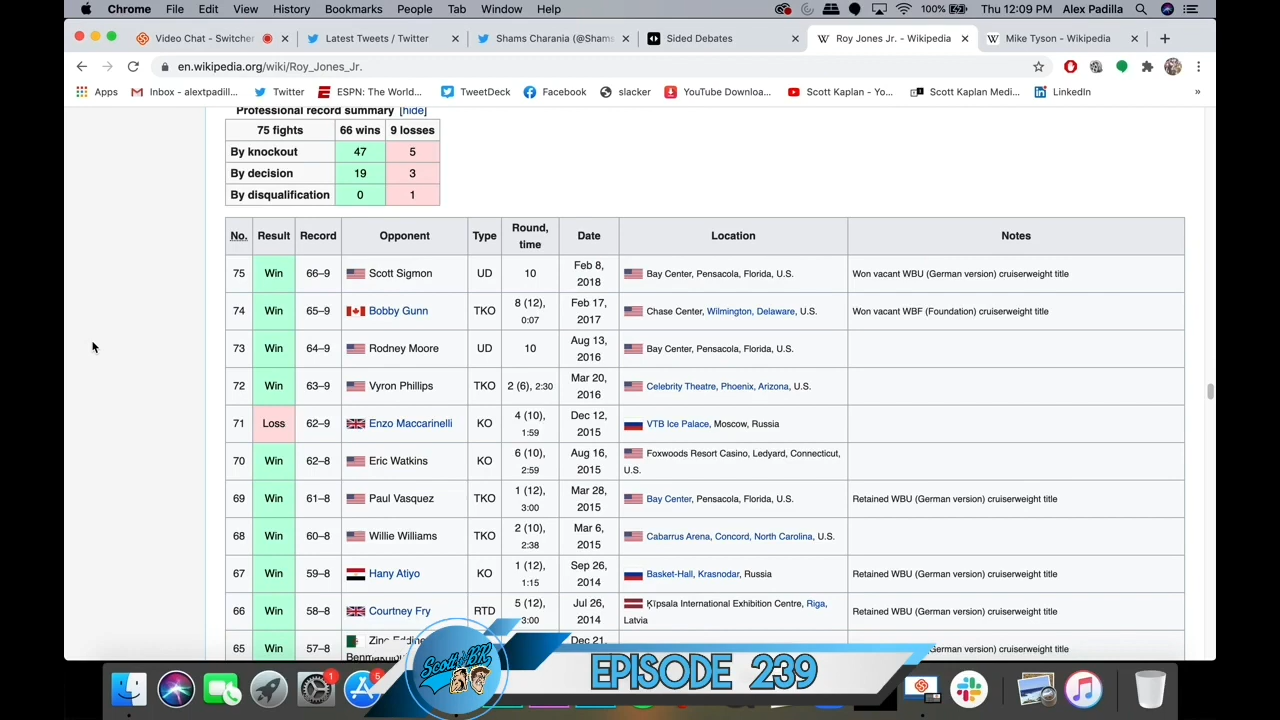 Chrome File Edit View History Bookmarks People Tab Window Help 100% Thu 12:09 PM Alex Padilla
Video Chat - Switcher Latest Tweets / Twitter Shams Charania (@Shams Sided Debates Roy Jones Jr. - Wikipedia Mike Tyson - Wikipedia
en.wikipedia.org/wiki/Roy_Jones_Jr.
Apps Inbox - alextpadill... Twitter ESPN: The World... TweetDeck Facebook slacker YouTube Downloa... Scott Kaplan - Yo... Scott Kaplan Medi... LinkedIn »
Professional record summary [hide]
75 fights 66 wins 9 losses
By knockout 47 5
By decision 19 3
By disqualification 0 1
No. Result Record Opponent Type Round, time Date Location Notes
75 Win 66–9 Scott Sigmon UD 10 Feb 8, 2018 Bay Center, Pensacola, Florida, U.S. Won vacant WBU (German version) cruiserweight title
74 Win 65–9 Bobby Gunn TKO 8 (12), 0:07 Feb 17, 2017 Chase Center, Wilmington, Delaware, U.S. Won vacant WBF (Foundation) cruiserweight title
73 Win 64–9 Rodney Moore UD 10 Aug 13, 2016 Bay Center, Pensacola, Florida, U.S.
72 Win 63–9 Vyron Phillips TKO 2 (6), 2:30 Mar 20, 2016 Celebrity Theatre, Phoenix, Arizona, U.S.
71 Loss 62–9 Enzo Maccarinelli KO 4 (10), 1:59 Dec 12, 2015 VTB Ice Palace, Moscow, Russia
70 Win 62–8 Eric Watkins KO 6 (10), 2:59 Aug 16, 2015 Foxwoods Resort Casino, Ledyard, Connecticut, U.S.
69 Win 61–8 Paul Vasquez TKO 1 (12), 3:00 Mar 28, 2015 Bay Center, Pensacola, Florida, U.S. Retained WBU (German version) cruiserweight title
68 Win 60–8 Willie Williams TKO 2 (10), 2:38 Mar 6, 2015 Cabarrus Arena, Concord, North Carolina, U.S.
67 Win 59–8 Hany Atiyo KO 1 (12), 1:15 Sep 26, 2014 Basket-Hall, Krasnodar, Russia Retained WBU (German version) cruiserweight title
66 Win 58–8 Courtney Fry RTD 5 (12), 3:00 Jul 26, 2014 Ķīpsala International Exhibition Centre, Riga, Latvia Retained WBU (German version) cruiserweight title
65 Win 57–8 Zine Eddine Dec 21, (German version) cruiserweight title
EPISODE 239